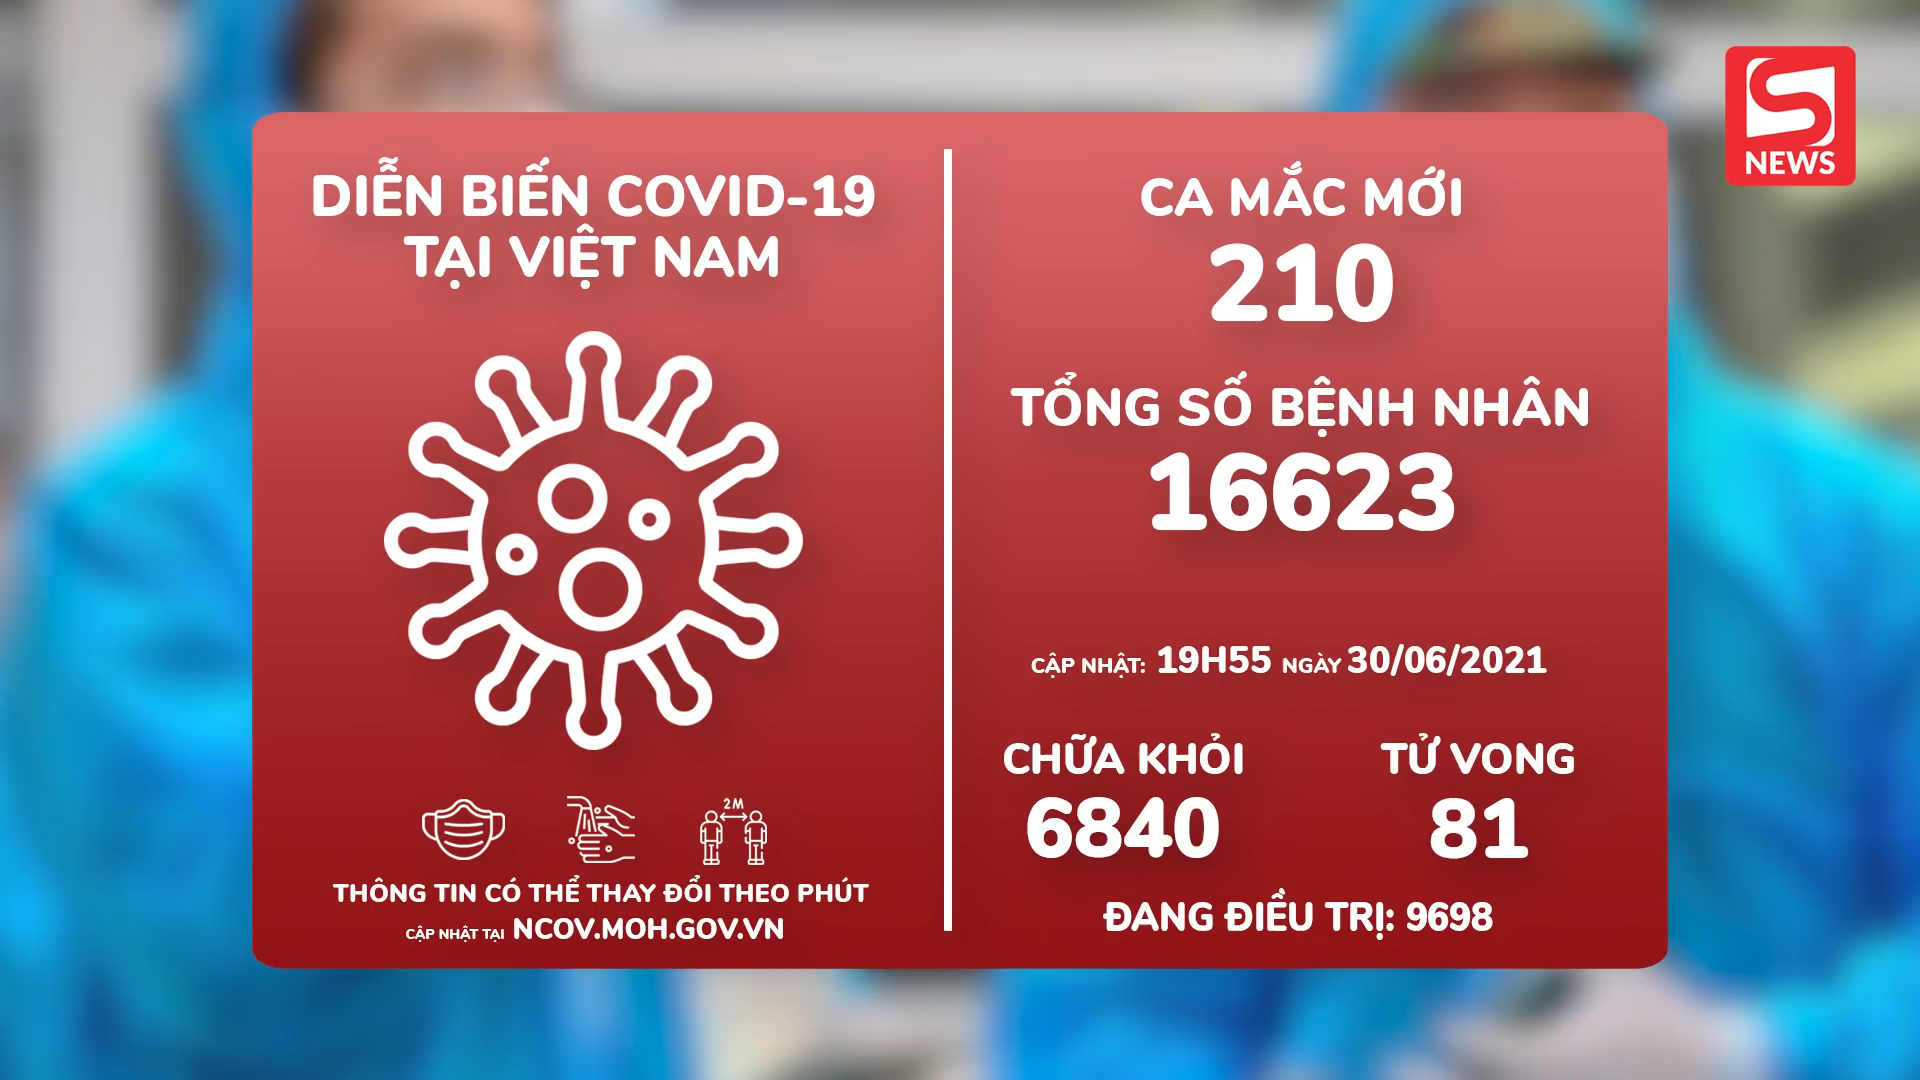 DIỄN BIẾN COVID-19
TẠI VIỆT NAM
2M
THÔNG TIN CÓ THỂ THAY ĐỔI THEO PHÚT
CẬP NHẬT TẠI NCOV.MOH.GOV.VN
CA MẮC MỚI
210
TỔNG SỐ BỆNH NHÂN
16623
CẬP NHẬT: 19H55 NGÀY 30/06/2021
CHỮA KHỎI
6840
TỬ VONG
81
ĐANG ĐIỀU TRỊ: 9698
S
NEWS